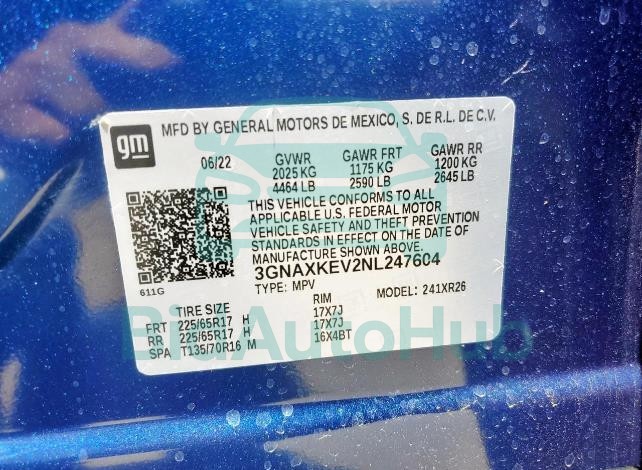 gm MFD BY GENERAL MOTORS DE MEXICO, S. DE R.L. DE C.V.
06/22 GVWR GAWR FRT GAWR RR
2025 KG 1175 KG 1200 KG
4464 LB 2590 LB 2645 LB
THIS VEHICLE CONFORMS TO ALL
APPLICABLE U.S. FEDERAL MOTOR
VEHICLE SAFETY AND THEFT PREVENTION
STANDARDS IN EFFECT ON THE DATE OF
MANUFACTURE SHOWN ABOVE.
3GNAXKEV2NL247604
611G
TYPE: MPV MODEL: 241XR26
TIRE SIZE RIM
FRT 225/65R17 H 17X7J
RR 225/65R17 H 17X7J
SPA T135/70R16 M 16X4BT
BidAutoHub